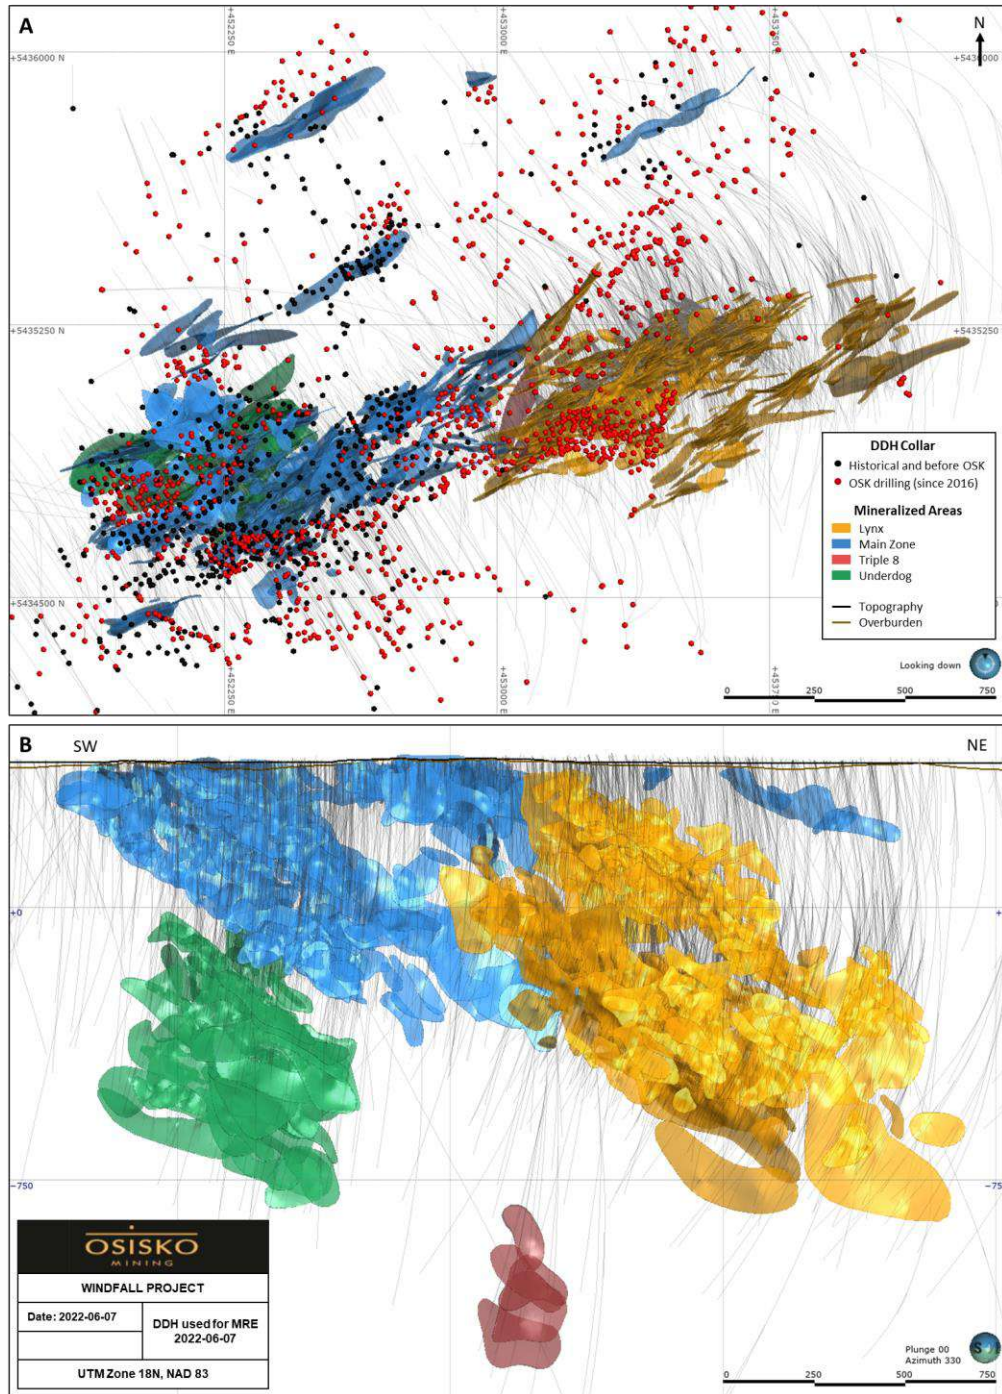 A
N
+452250 E
+453000 E
+5436000 N
+5435250 N
+5435250
+5434500 N
+452250 E
+453000 E
DDH Collar
Historical and before OSK
OSK drilling (since 2016)
Mineralized Areas
Lynx
Main Zone
Triple 8
Underdog
Topography
Overburden
Looking down
0 250 500 750
B SW NE
+0
-750
OSISKO
MINING
WINDFALL PROJECT
Date: 2022-06-07
DDH used for MRE
2022-06-07
UTM Zone 18N, NAD 83
Plunge 00
Azimuth 330
S
0 250 500 750